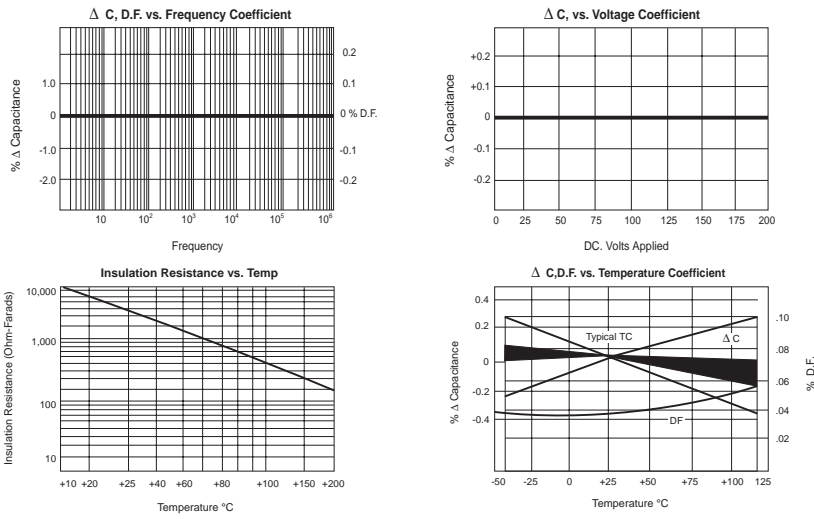 Δ C, D.F. vs. Frequency Coefficient
% Δ Capacitance
1.0
0
-1.0
-2.0
0.2
0.1
0 % D.F.
-0.1
-0.2
10 10² 10³ 10⁴ 10⁵ 10⁶
Frequency
Δ C, vs. Voltage Coefficient
% Δ Capacitance
+0.2
+0.1
0
-0.1
-0.2
0 25 50 75 100 125 150 175 200
DC. Volts Applied
Insulation Resistance vs. Temp
Insulation Resistance (Ohm-Farads)
10,000
1,000
100
10
+10 +20 +25 +40 +60 +80 +100 +150 +200
Temperature °C
Δ C,D.F. vs. Temperature Coefficient
% Δ Capacitance
0.4
0.2
0
-0.2
-0.4
Typical TC
Δ C
DF
.10
.08
.06
.04
.02
% D.F.
-50 -25 0 +25 +50 +75 +100 125
Temperature °C